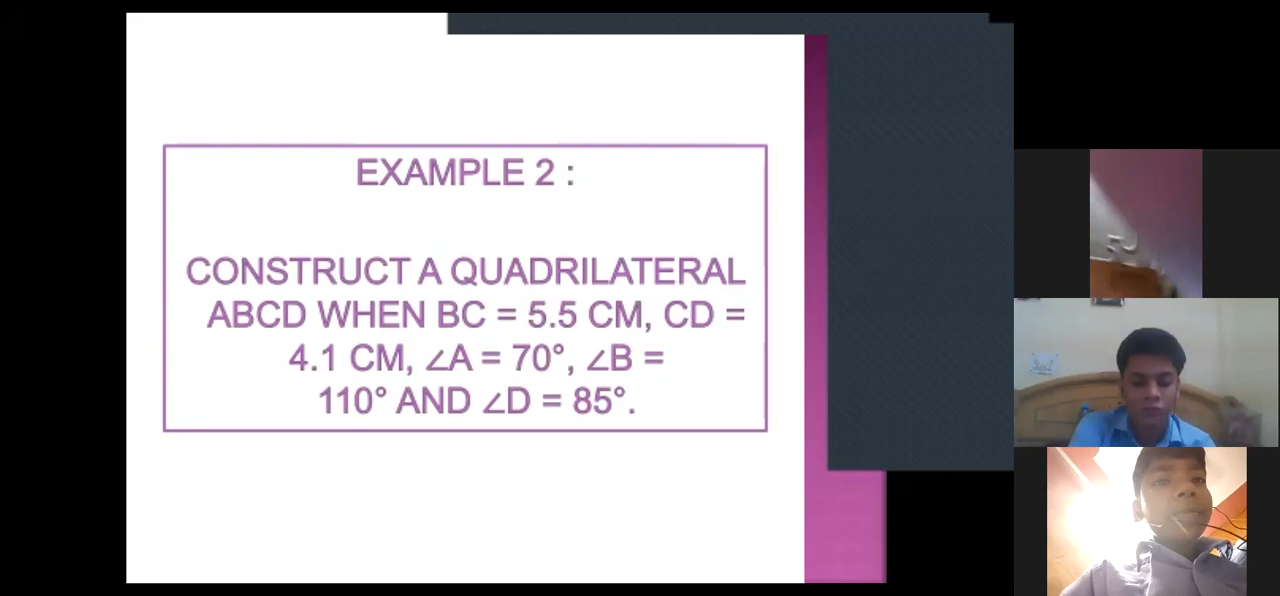 EXAMPLE 2 :
CONSTRUCT A QUADRILATERAL
ABCD WHEN BC = 5.5 CM, CD =
4.1 CM, ∠A = 70°, ∠B =
110° AND ∠D = 85°.